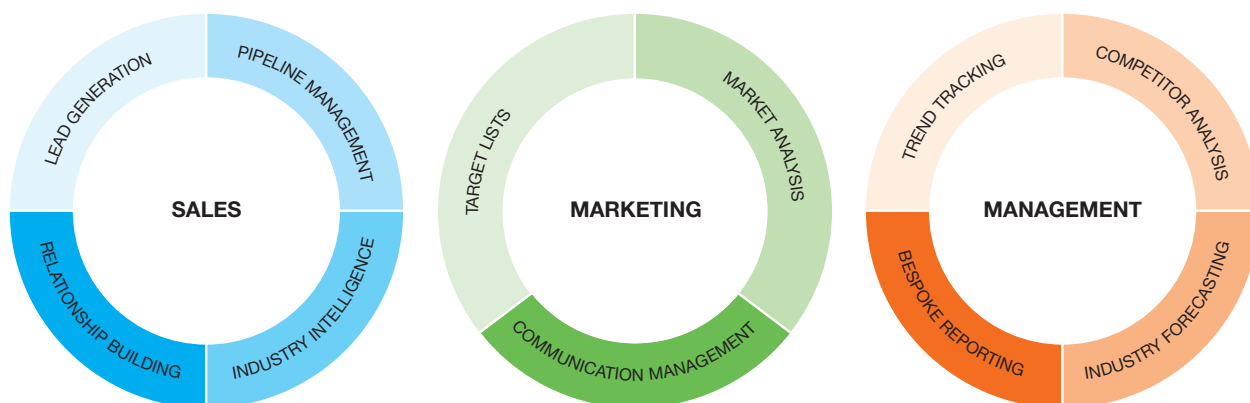 LEAD GENERATION
PIPELINE MANAGEMENT
SALES
RELATIONSHIP BUILDING
INDUSTRY INTELLIGENCE
TARGET LISTS
MARKET ANALYSIS
MARKETING
COMMUNICATION MANAGEMENT
TREND TRACKING
COMPETITOR ANALYSIS
MANAGEMENT
BESPOKE REPORTING
INDUSTRY FORECASTING